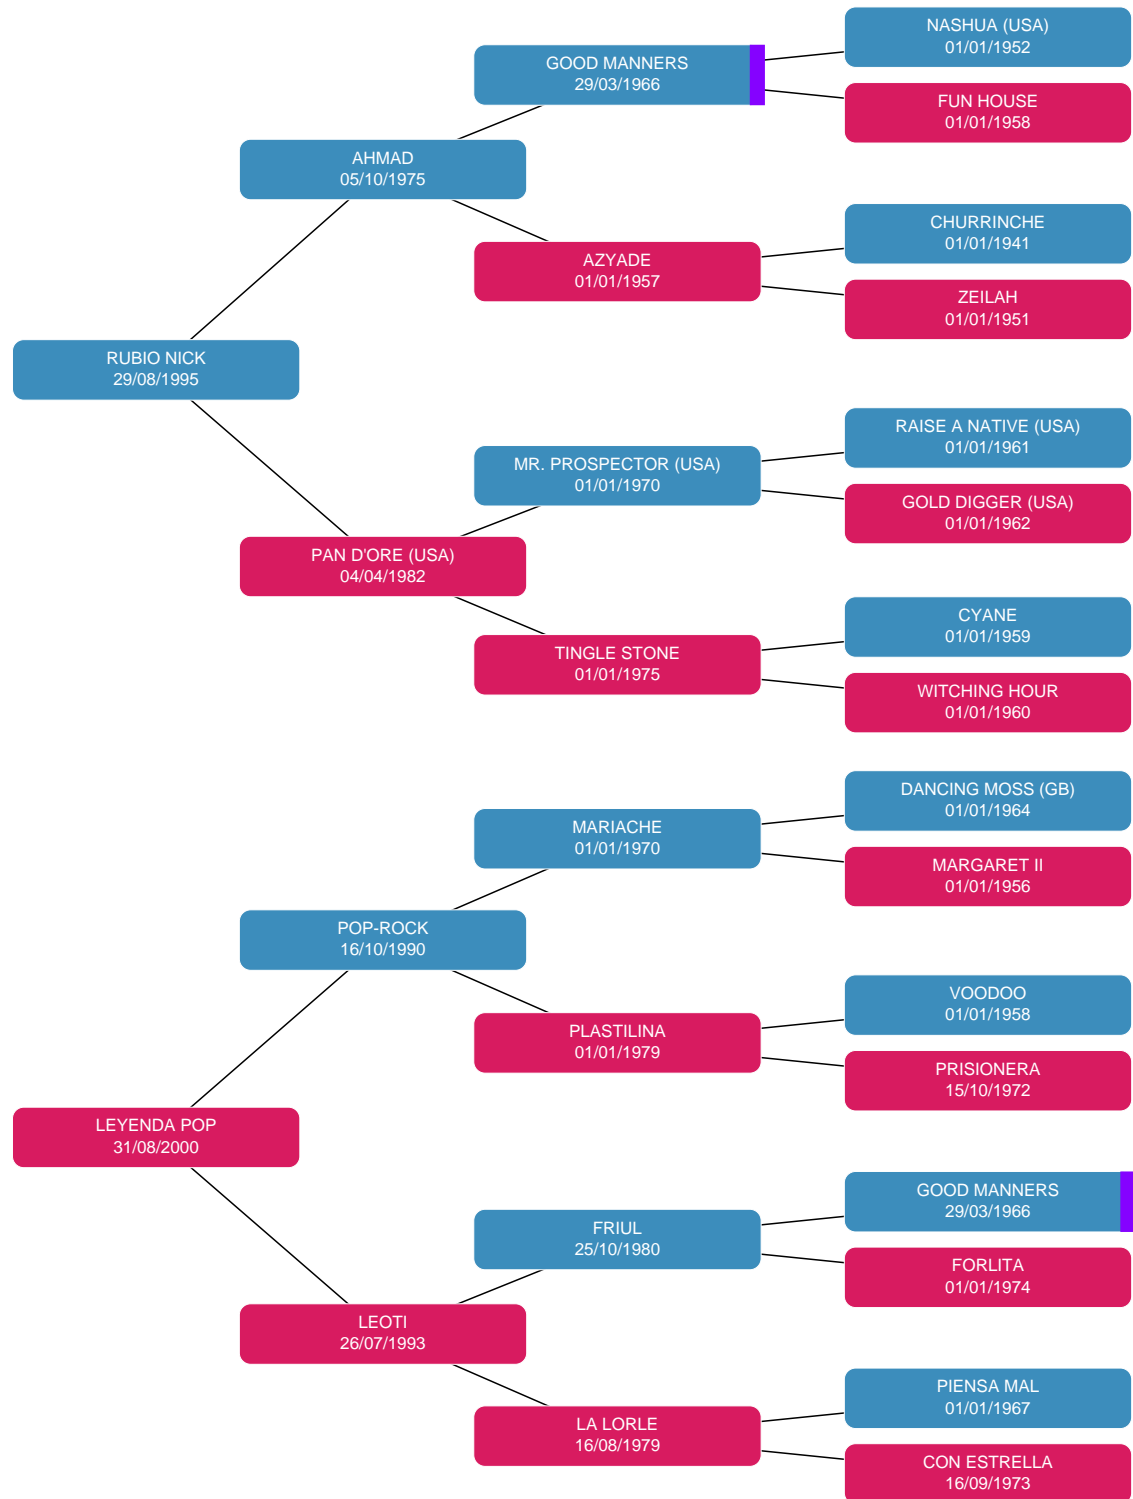 NASHUA (USA)
01/01/1952
GOOD MANNERS
29/03/1966
FUN HOUSE
01/01/1958
AHMAD
05/10/1975
CHURRINCHE
01/01/1941
AZYADE
01/01/1957
ZEILAH
01/01/1951
RUBIO NICK
29/08/1995
RAISE A NATIVE (USA)
01/01/1961
MR. PROSPECTOR (USA)
01/01/1970
GOLD DIGGER (USA)
01/01/1962
PAN D'ORE (USA)
04/04/1982
CYANE
01/01/1959
TINGLE STONE
01/01/1975
WITCHING HOUR
01/01/1960
DANCING MOSS (GB)
01/01/1964
MARIACHE
01/01/1970
MARGARET II
01/01/1956
POP-ROCK
16/10/1990
VOODOO
01/01/1958
PLASTILINA
01/01/1979
PRISIONERA
15/10/1972
LEYENDA POP
31/08/2000
GOOD MANNERS
29/03/1966
FRIUL
25/10/1980
FORLITA
01/01/1974
LEOTI
26/07/1993
PIENSA MAL
01/01/1967
LA LORLE
16/08/1979
CON ESTRELLA
16/09/1973